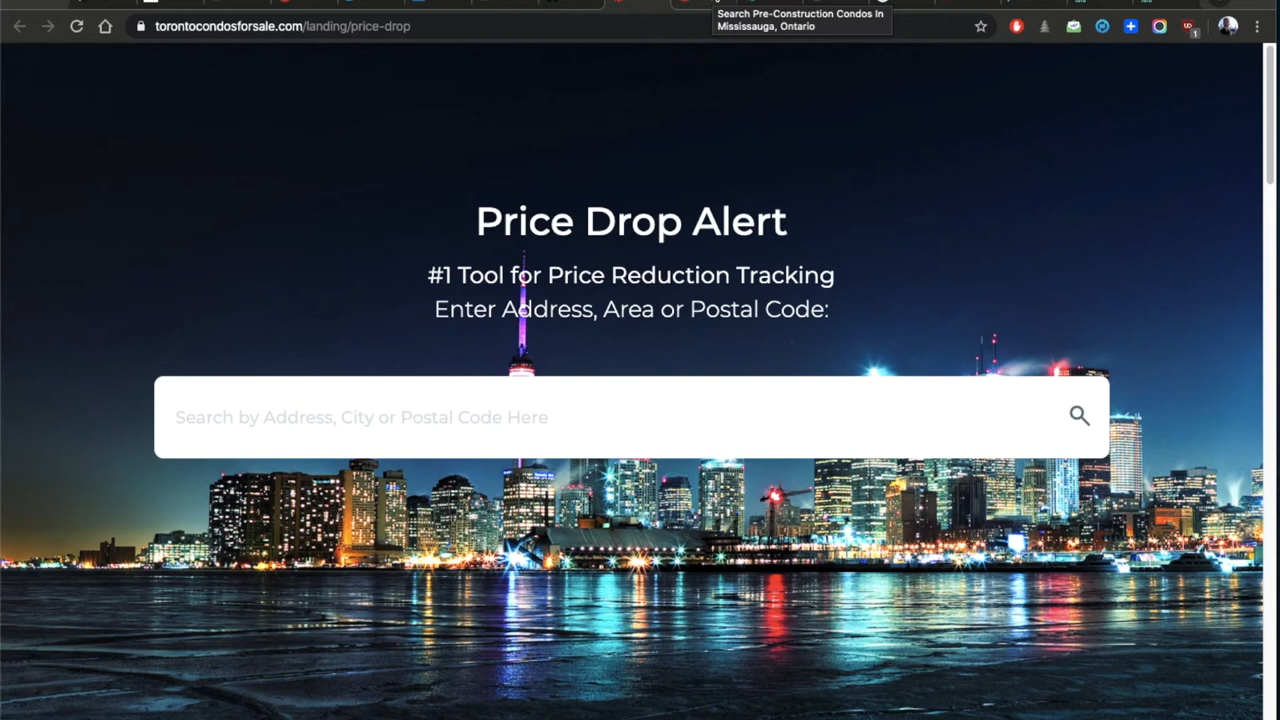 Search Pre-Construction Condos In
Mississauga, Ontario
torontocondosforsale.com/landing/price-drop
1
Price Drop Alert
#1 Tool for Price Reduction Tracking
Enter Address, Area or Postal Code:
Search by Address, City or Postal Code Here